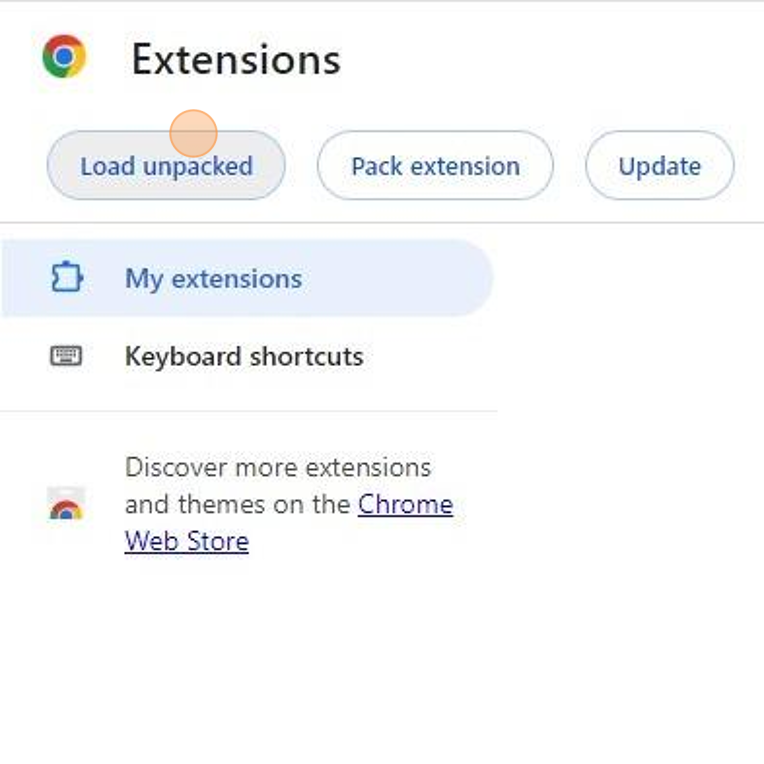 Extensions
Load unpacked
Pack extension
Update
My extensions
Keyboard shortcuts
Discover more extensions
and themes on the Chrome
Web Store